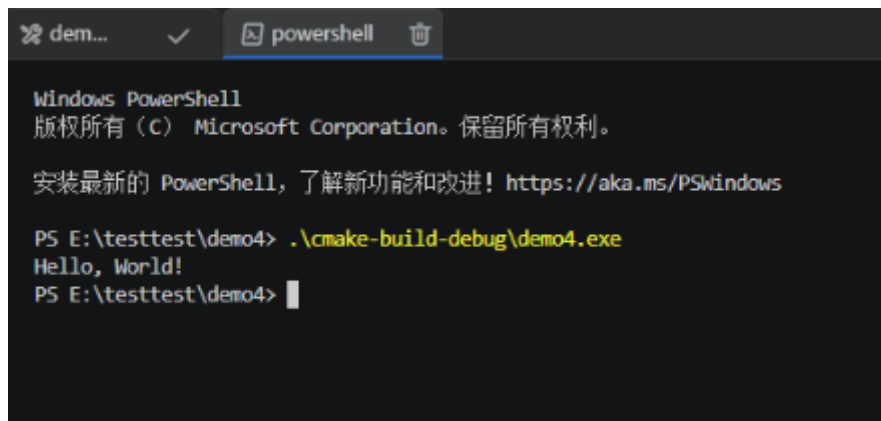 dem... powershell
Windows PowerShell
版权所有（C） Microsoft Corporation。保留所有权利。
安装最新的 PowerShell，了解新功能和改进！https://aka.ms/PSWindows
PS E:\testtest\demo4> .\cmake-build-debug\demo4.exe
Hello, World!
PS E:\testtest\demo4>